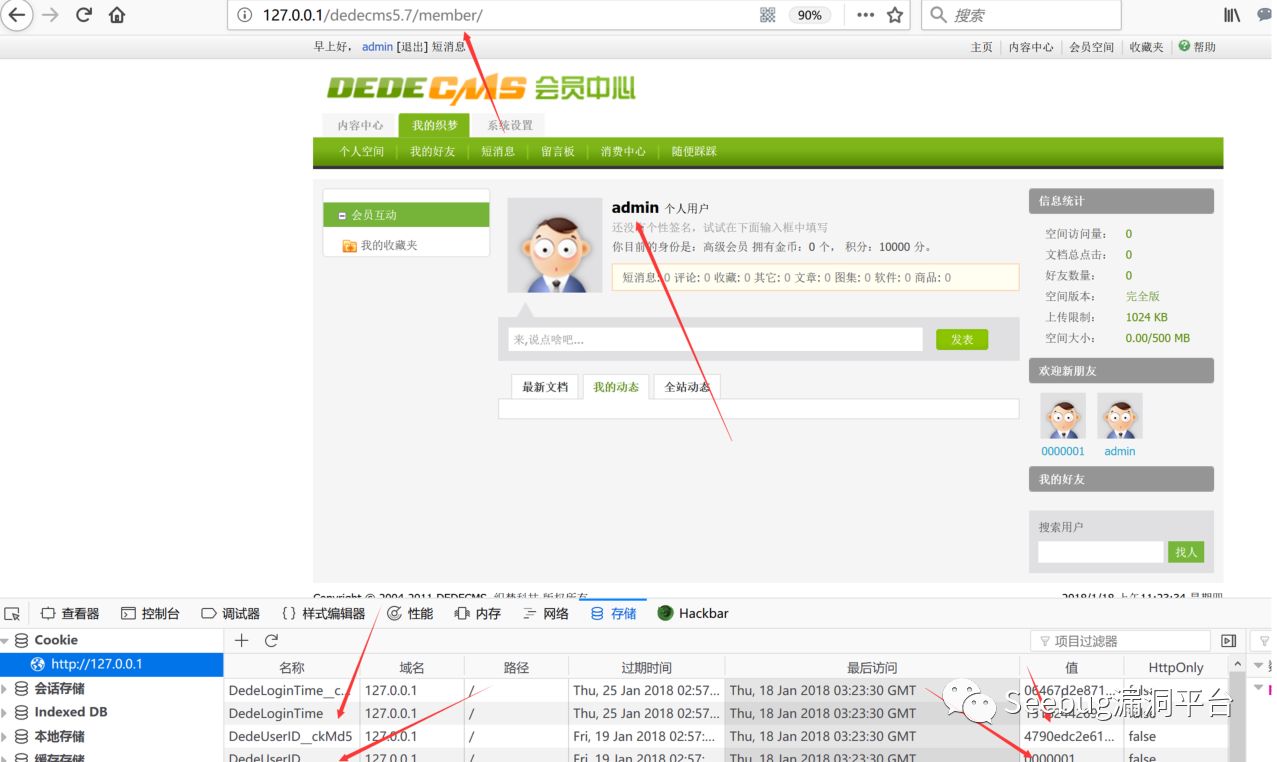 127.0.0.1/dedecms5.7/member/
90%
搜索
早上好， admin [退出] 短消息
主页 内容中心 会员空间 收藏夹 帮助
DEDECMS 会员中心
内容中心 我的织梦 系统设置
个人空间 我的好友 短消息 留言板 消费中心 随便踩踩
会员互动
我的收藏夹
admin 个人用户
还没有个性签名，试试在下面输入框中填写
你目前的身份是：高级会员 拥有金币：0 个， 积分：10000 分。
短消息: 0 评论: 0 收藏: 0 其它: 0 文章: 0 图集: 0 软件: 0 商品: 0
来,说点啥吧...
发表
最新文档 我的动态 全站动态
信息统计
空间访问量： 0
文档总点击： 0
好友数量： 0
空间版本： 完全版
上传限制： 1024 KB
空间大小： 0.00/500 MB
欢迎新朋友
0000001 admin
我的好友
搜索用户
找人
Copyright © 2004-2011 DEDECMS. 织梦科技 版权所有
2018/1/18 上午11:23:34 星期四
查看器 控制台 调试器 样式编辑器 性能 内存 网络 存储 Hackbar
Cookie
项目过滤器
http://127.0.0.1
名称 域名 路径 过期时间 最后访问 值 HttpOnly
会话存储
DedeLoginTime__c... 127.0.0.1 / Thu, 25 Jan 2018 02:57:... Thu, 18 Jan 2018 03:23:30 GMT 06467d2e871...
Indexed DB
DedeLoginTime 127.0.0.1 / Thu, 25 Jan 2018 02:57:... Thu, 18 Jan 2018 03:23:30 GMT
本地存储
DedeUserID__ckMd5 127.0.0.1 / Fri, 19 Jan 2018 02:57:... Thu, 18 Jan 2018 03:23:30 GMT 4790edc2e61... false
缓存存储
DedeUserID 127.0.0.1 / Fri, 19 Jan 2018 02:57:... Thu, 18 Jan 2018 03:23:30 GMT 0000001 false
Seebug漏洞平台